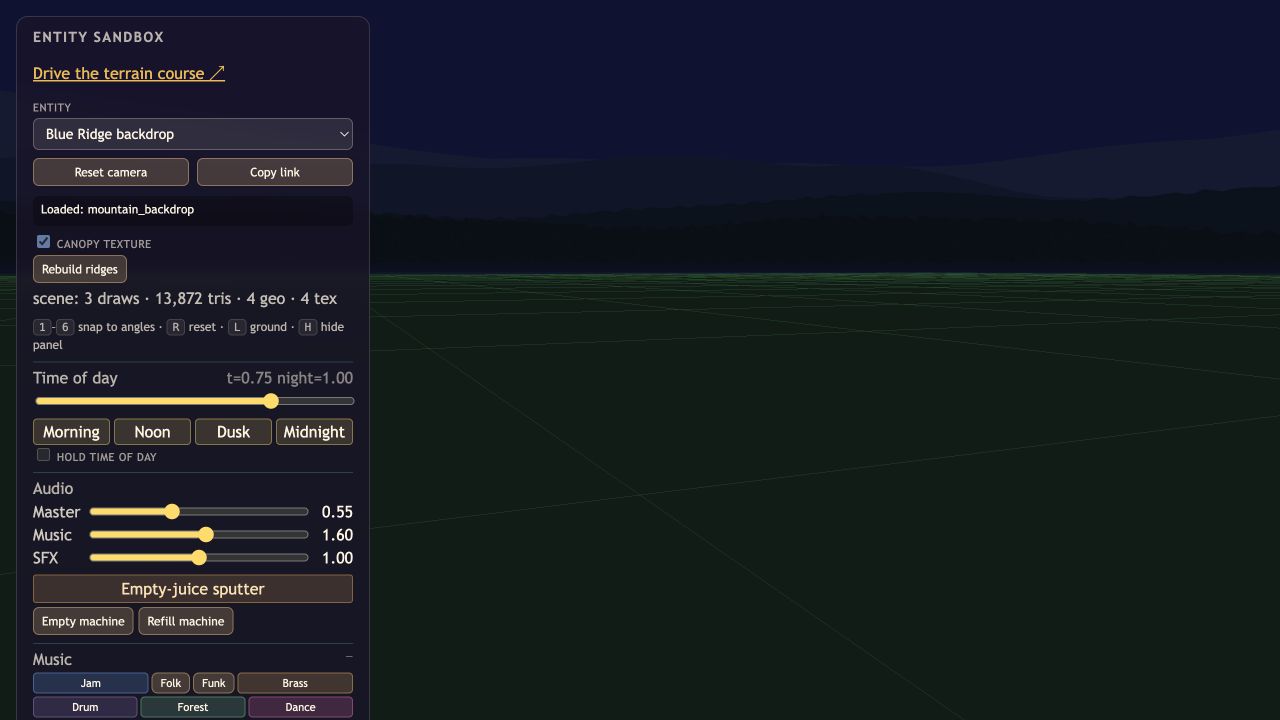 ENTITY SANDBOX
Drive the terrain course ↗
ENTITY
Blue Ridge backdrop
Reset camera Copy link
Loaded: mountain_backdrop
CANOPY TEXTURE
Rebuild ridges
scene: 3 draws · 13,872 tris · 4 geo · 4 tex
1-6 snap to angles · R reset · L ground · H hide
panel
Time of day t=0.75 night=1.00
Morning Noon Dusk Midnight
HOLD TIME OF DAY
Audio
Master 0.55
Music 1.60
SFX 1.00
Empty-juice sputter
Empty machine Refill machine
Music –
Jam Folk Funk Brass
Drum Forest Dance